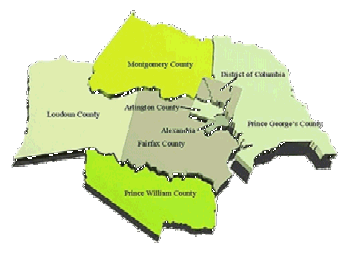 Montgomery County
District of Columbia
Arlington County
Loudoun County
Prince George's County
Alexandria
Fairfax County
Prince William County